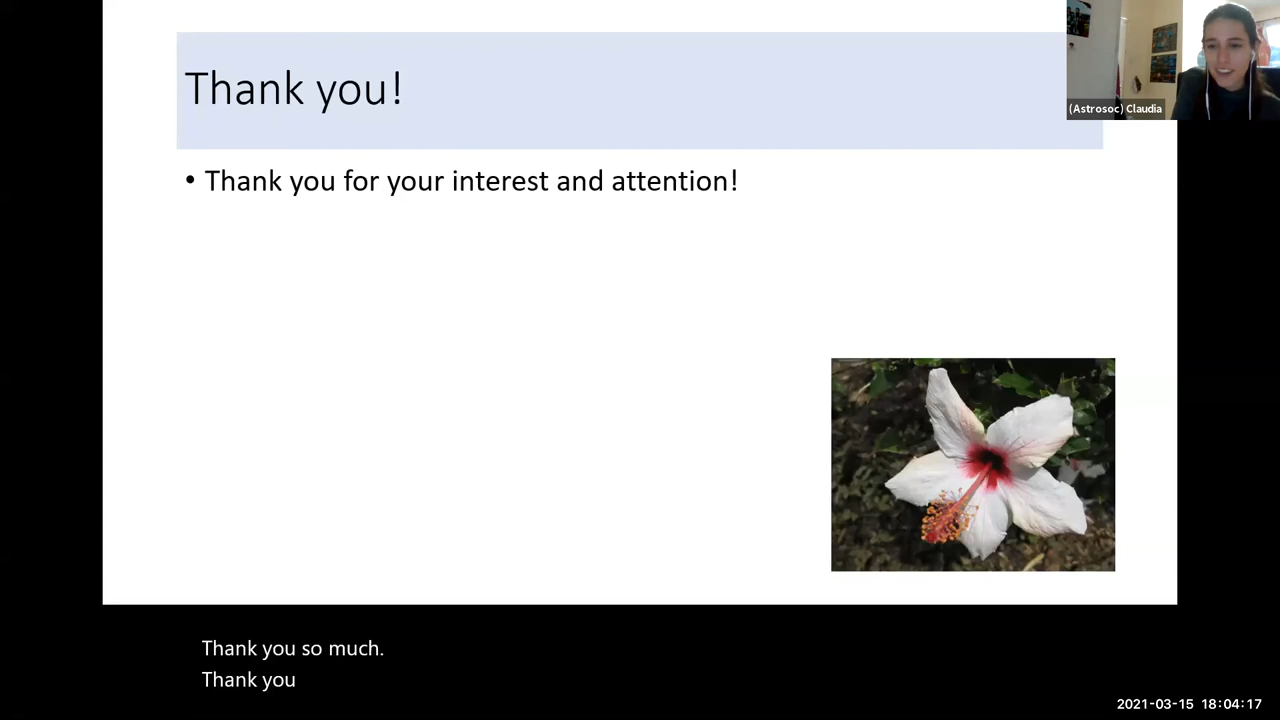 Thank you!
(Astrosoc) Claudia
• Thank you for your interest and attention!
Thank you so much.
Thank you
2021-03-15 18:04:17